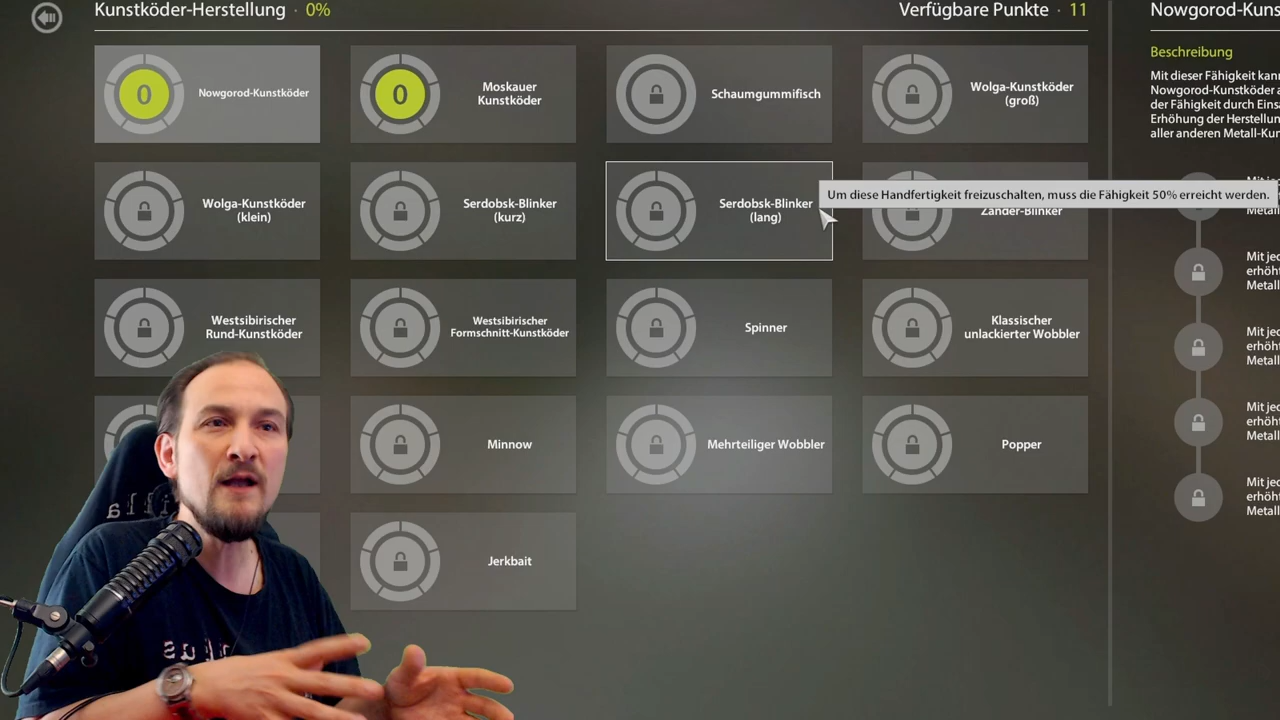 Kunstköder-Herstellung · 0%
Verfügbare Punkte · 11
Nowgorod-Kuns
0
Nowgorod-Kunstköder
0
Moskauer
Kunstköder
Schaumgummifisch
Wolga-Kunstköder
(groß)
Beschreibung
Mit dieser Fähigkeit kan
Nowgorod-Kunstköder a
der Fähigkeit durch Eins
Erhöhung der Herstellun
aller anderen Metall-Kun
Wolga-Kunstköder
(klein)
Serdobsk-Blinker
(kurz)
Serdobsk-Blinker
(lang)
Um diese Handfertigkeit freizuschalten, muss die Fähigkeit 50% erreicht werden.
Zander-Blinker
Metal
Westsibirischer
Rund-Kunstköder
Westsibirischer
Formschnitt-Kunstköder
Spinner
Klassischer
unlackierter Wobbler
Mit jed
erhöht
Metall
Mit jed
erhöht
Metall
Minnow
Mehrteiliger Wobbler
Popper
Mit jed
erhöht
Metall
Jerkbait
Mit jed
erhöht
Metall